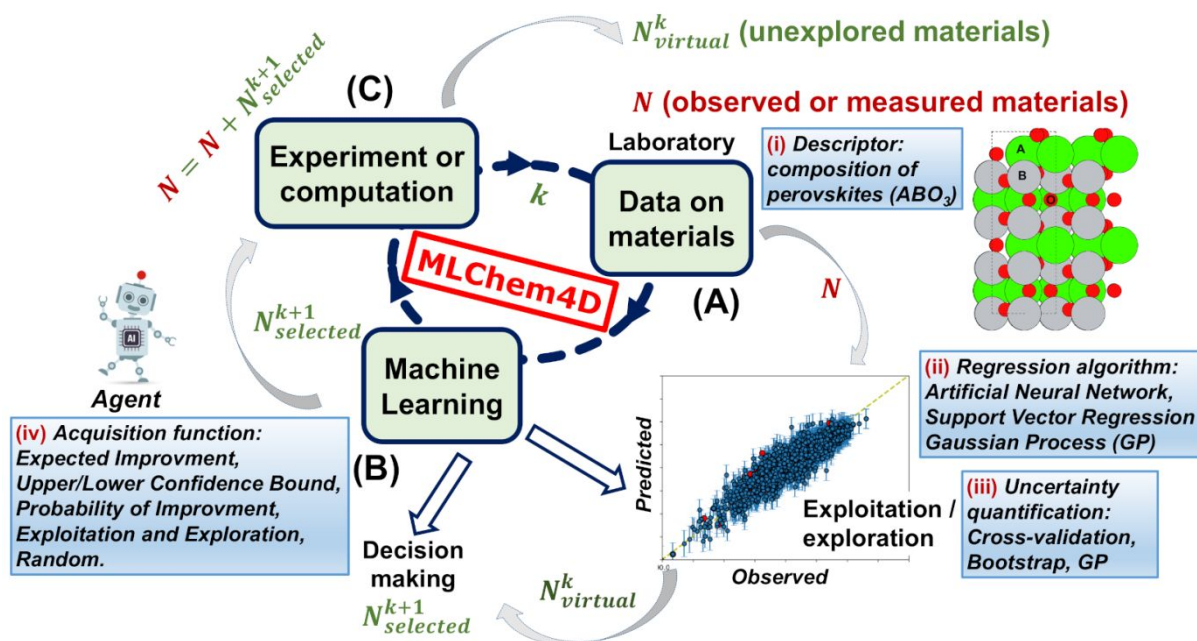 N^k_virtual (unexplored materials)
N (observed or measured materials)
N = N + N^{k+1}_selected
(C)
Experiment or
computation
k
Laboratory
Data on
materials
(A)
(i) Descriptor:
composition of
perovskites (ABO3)
A
B
O
MLChem4D
N
N^{k+1}_selected
AI
Agent
Machine
Learning
(B)
(ii) Regression algorithm:
Artificial Neural Network,
Support Vector Regression
Gaussian Process (GP)
(iii) Uncertainty
quantification:
Cross-validation,
Bootstrap, GP
(iv) Acquisition function:
Expected Improvment,
Upper/Lower Confidence Bound,
Probability of Improvment,
Exploitation and Exploration,
Random.
Predicted
Exploitation /
exploration
Observed
Decision
making
N^{k+1}_selected
N^k_virtual